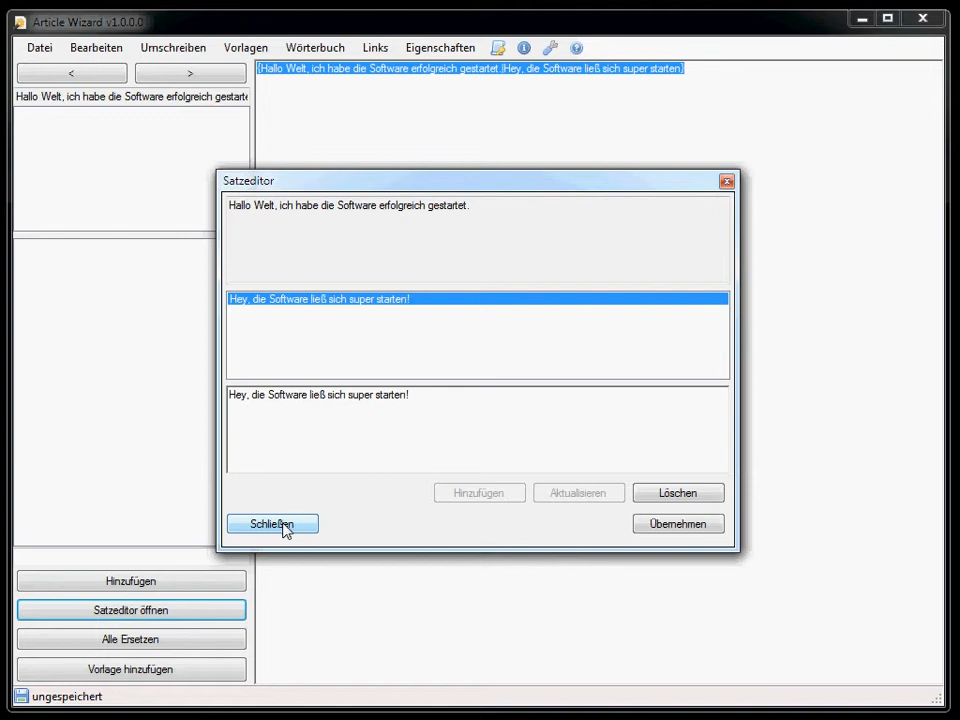 Article Wizard v1.0.0.0
Datei Bearbeiten Umschreiben Vorlagen Wörterbuch Links Eigenschaften
< >
{Hallo Welt, ich habe die Software erfolgreich gestartet.|Hey, die Software ließ sich super starten}
Hallo Welt, ich habe die Software erfolgreich gestarte
Satzeditor
Hallo Welt, ich habe die Software erfolgreich gestartet.
Hey, die Software ließ sich super starten!
Hey, die Software ließ sich super starten!
Hinzufügen Aktualisieren Löschen
Schließen Übernehmen
Hinzufügen
Satzeditor öffnen
Alle Ersetzen
Vorlage hinzufügen
ungespeichert